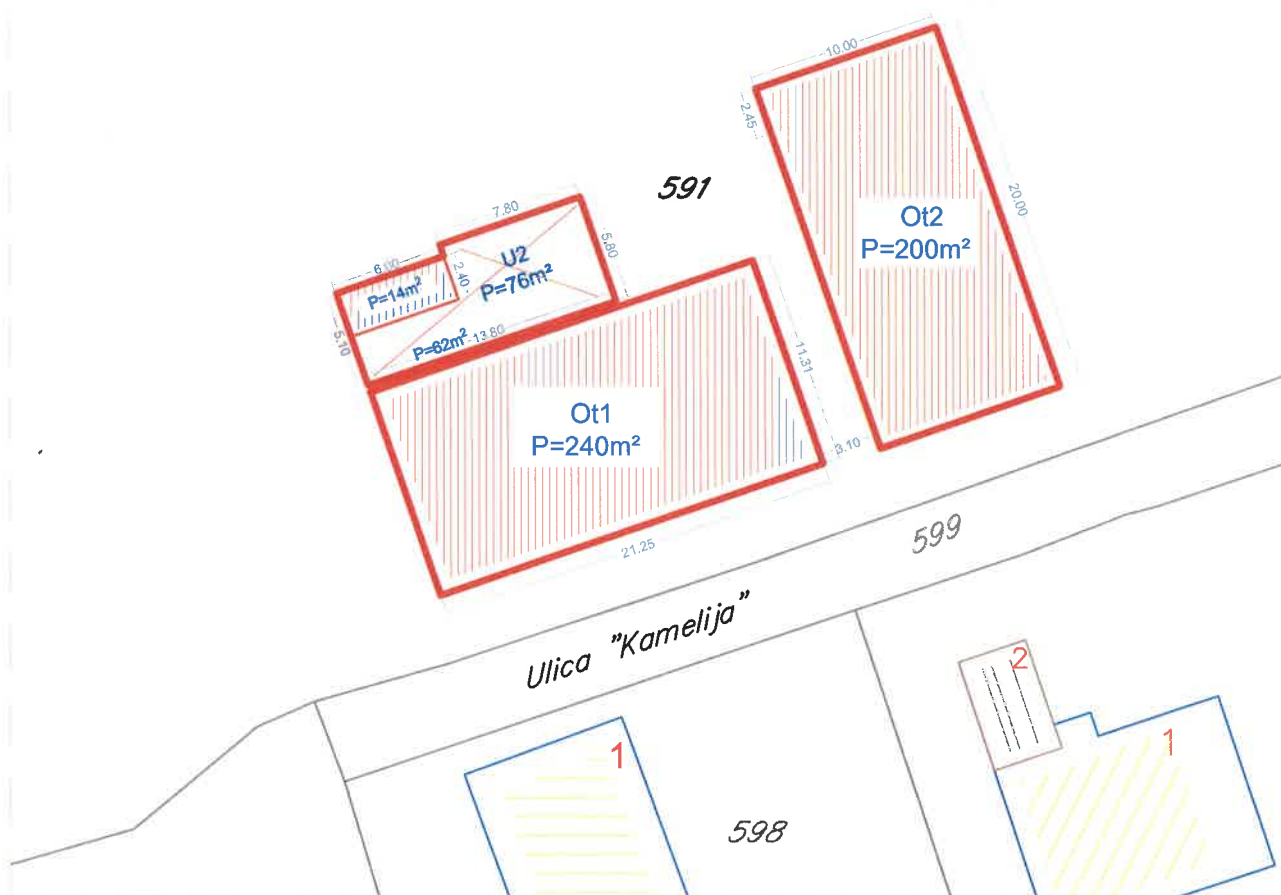 10.00
2.45
591
20.00
Ot2
P=200m²
7.80
5.80
U2
P=76m²
6.00
2.40
P=14m²
5.10
P=62m²
13.80
11.31
Ot1
P=240m²
3.10
21.25
599
Ulica "Kamelija"
2
1
1
598